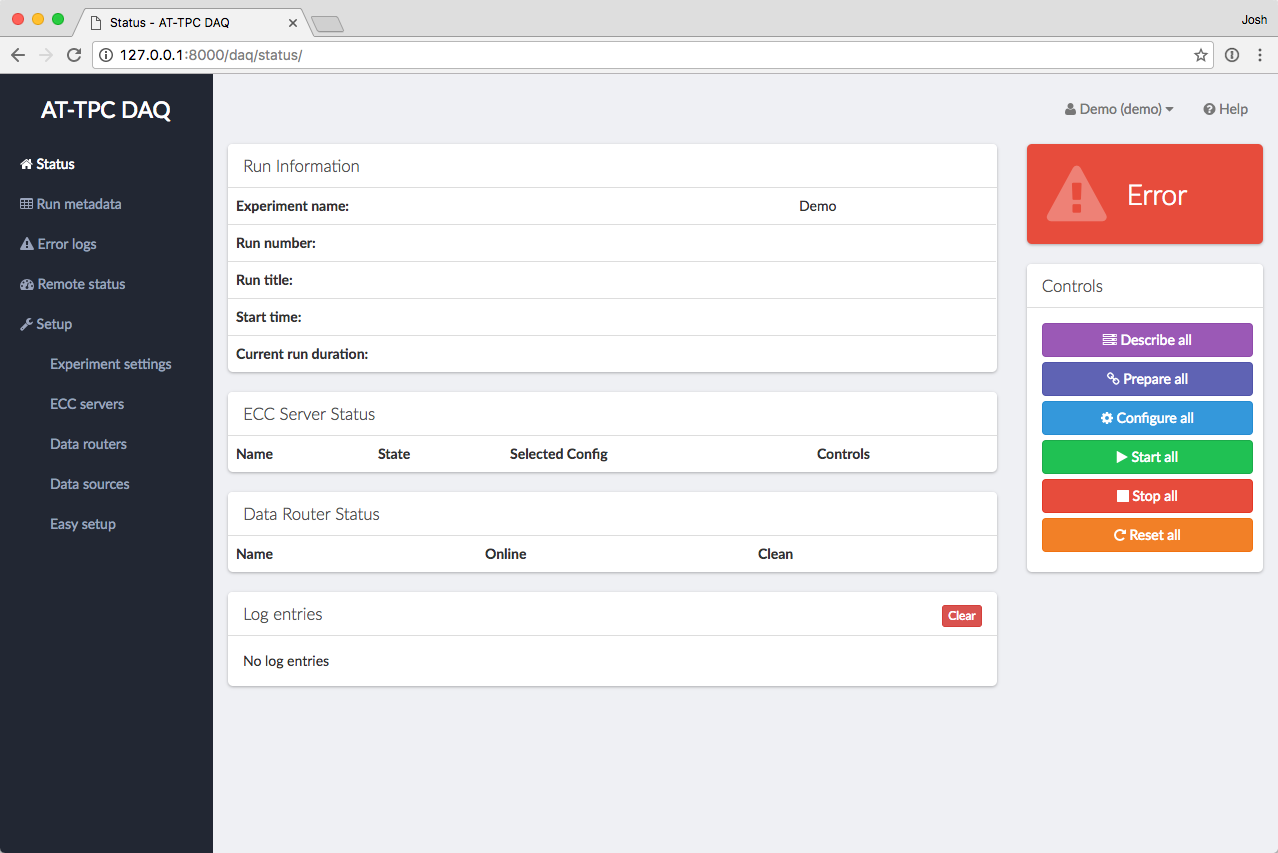 Status - AT-TPC DAQ
Josh
127.0.0.1:8000/daq/status/
AT-TPC DAQ
Status
Run metadata
Error logs
Remote status
Setup
Experiment settings
ECC servers
Data routers
Data sources
Easy setup
Demo (demo)
Help
Run Information
Experiment name: Demo
Run number:
Run title:
Start time:
Current run duration:
ECC Server Status
Name State Selected Config Controls
Data Router Status
Name Online Clean
Log entries Clear
No log entries
Error
Controls
Describe all
Prepare all
Configure all
Start all
Stop all
Reset all